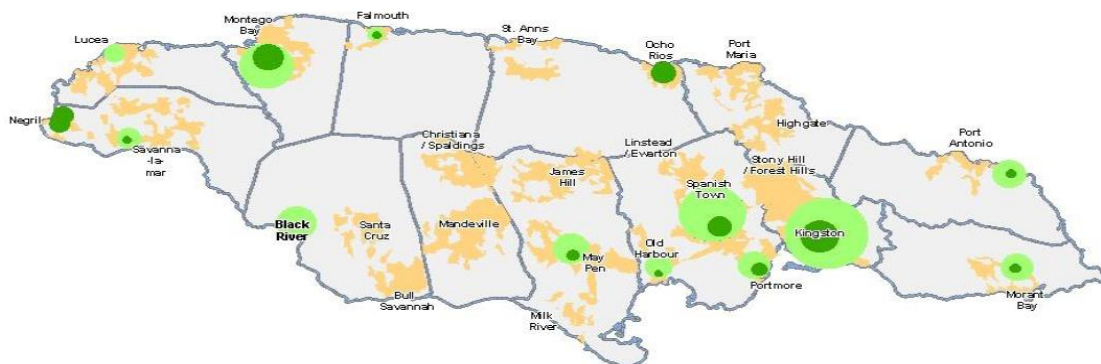 Falmouth
Montego
Bay
Lucea
St. Anns
Bay
Ocho
Rios
Port
Maria
Negril
Savanna
-la-
mar
Christiana
/ Spaldings
Linstead
/ Ewarton
Highgate
Stony Hill
/ Forest Hills
Port
Antonio
James
Hill
Spanish
Town
Black
River
Santa
Cruz
Mandeville
Kingston
May
Pen
Old
Harbour
Portmore
Bull
Savannah
Milk
River
Morant
Bay